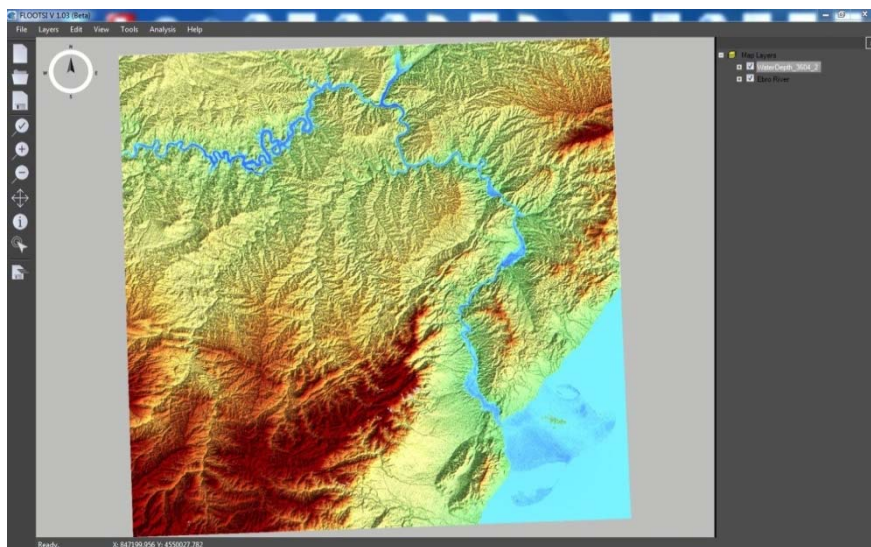 FLOOTSI V 1.03 (Beta)
File Layers Edit View Tools Analysis Help
Map Layers
WaterDepth_3604_2
Ebro River
Ready. X: 847199.956 Y: 4550027.782